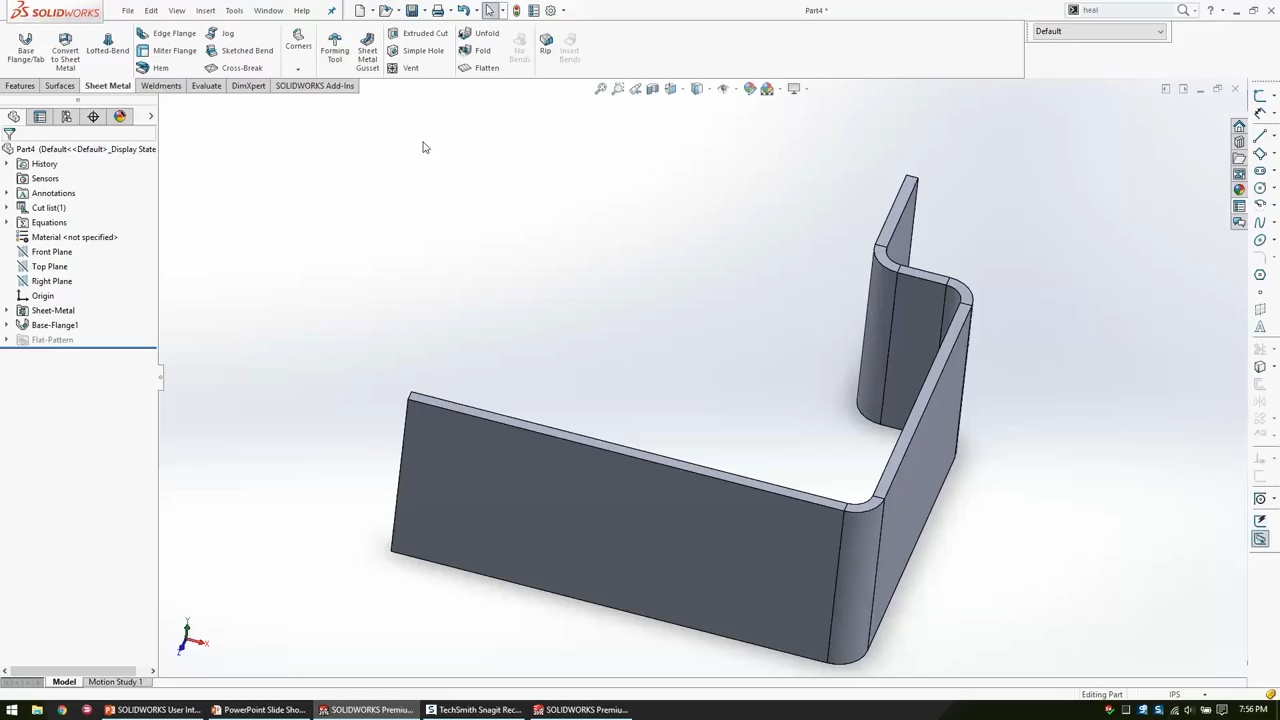 SOLIDWORKS
File Edit View Insert Tools Window Help
Part4 *
heal
Default
Base Flange/Tab
Convert to Sheet Metal
Lofted-Bend
Edge Flange
Miter Flange
Hem
Jog
Sketched Bend
Cross-Break
Corners
Forming Tool
Sheet Metal Gusset
Extruded Cut
Simple Hole
Vent
Unfold
Fold
Flatten
No Bends
Rip
Insert Bends
Features Surfaces Sheet Metal Weldments Evaluate DimXpert SOLIDWORKS Add-Ins
Part4 (Default<<Default>_Display State
History
Sensors
Annotations
Cut list(1)
Equations
Material <not specified>
Front Plane
Top Plane
Right Plane
Origin
Sheet-Metal
Base-Flange1
Flat-Pattern
Y
X
Z
Model Motion Study 1
Editing Part IPS
SOLIDWORKS User Int...
PowerPoint Slide Sho...
SOLIDWORKS Premiu...
TechSmith Snagit Rec...
SOLIDWORKS Premiu...
7:56 PM